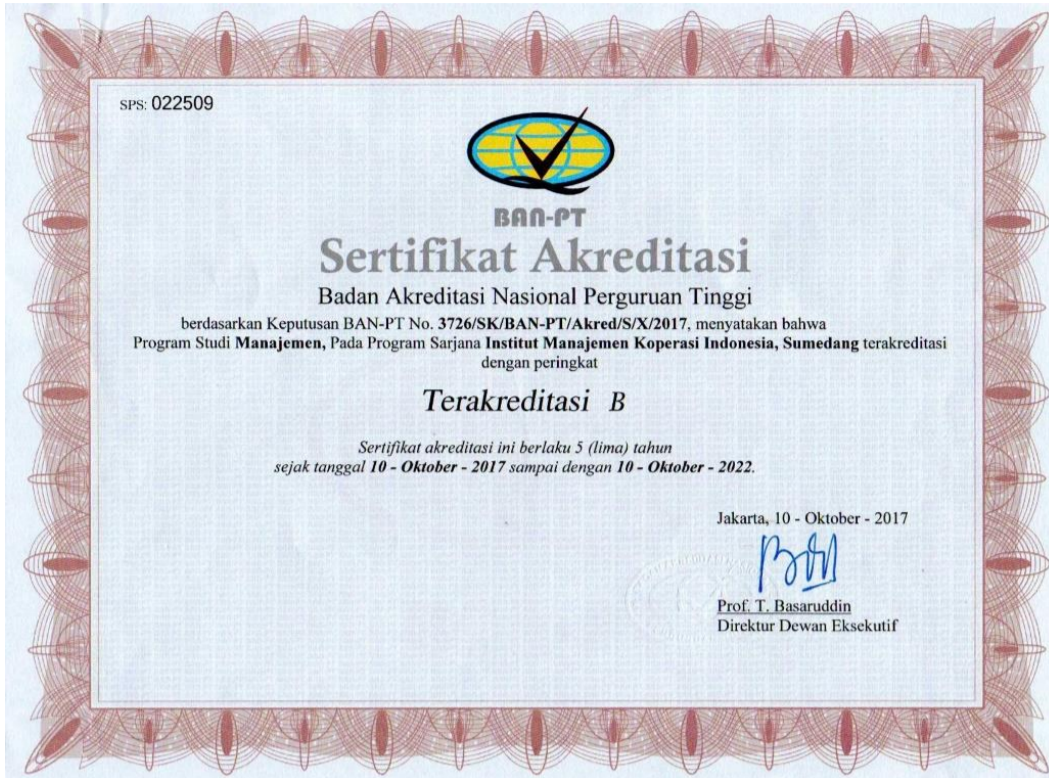 SPS: 022509
BAN-PT
Sertifikat Akreditasi
Badan Akreditasi Nasional Perguruan Tinggi
berdasarkan Keputusan BAN-PT No. 3726/SK/BAN-PT/Akred/S/X/2017, menyatakan bahwa
Program Studi Manajemen, Pada Program Sarjana Institut Manajemen Koperasi Indonesia, Sumedang terakreditasi
dengan peringkat
Terakreditasi B
Sertifikat akreditasi ini berlaku 5 (lima) tahun
sejak tanggal 10 - Oktober - 2017 sampai dengan 10 - Oktober - 2022.
Jakarta, 10 - Oktober - 2017
Prof. T. Basaruddin
Direktur Dewan Eksekutif